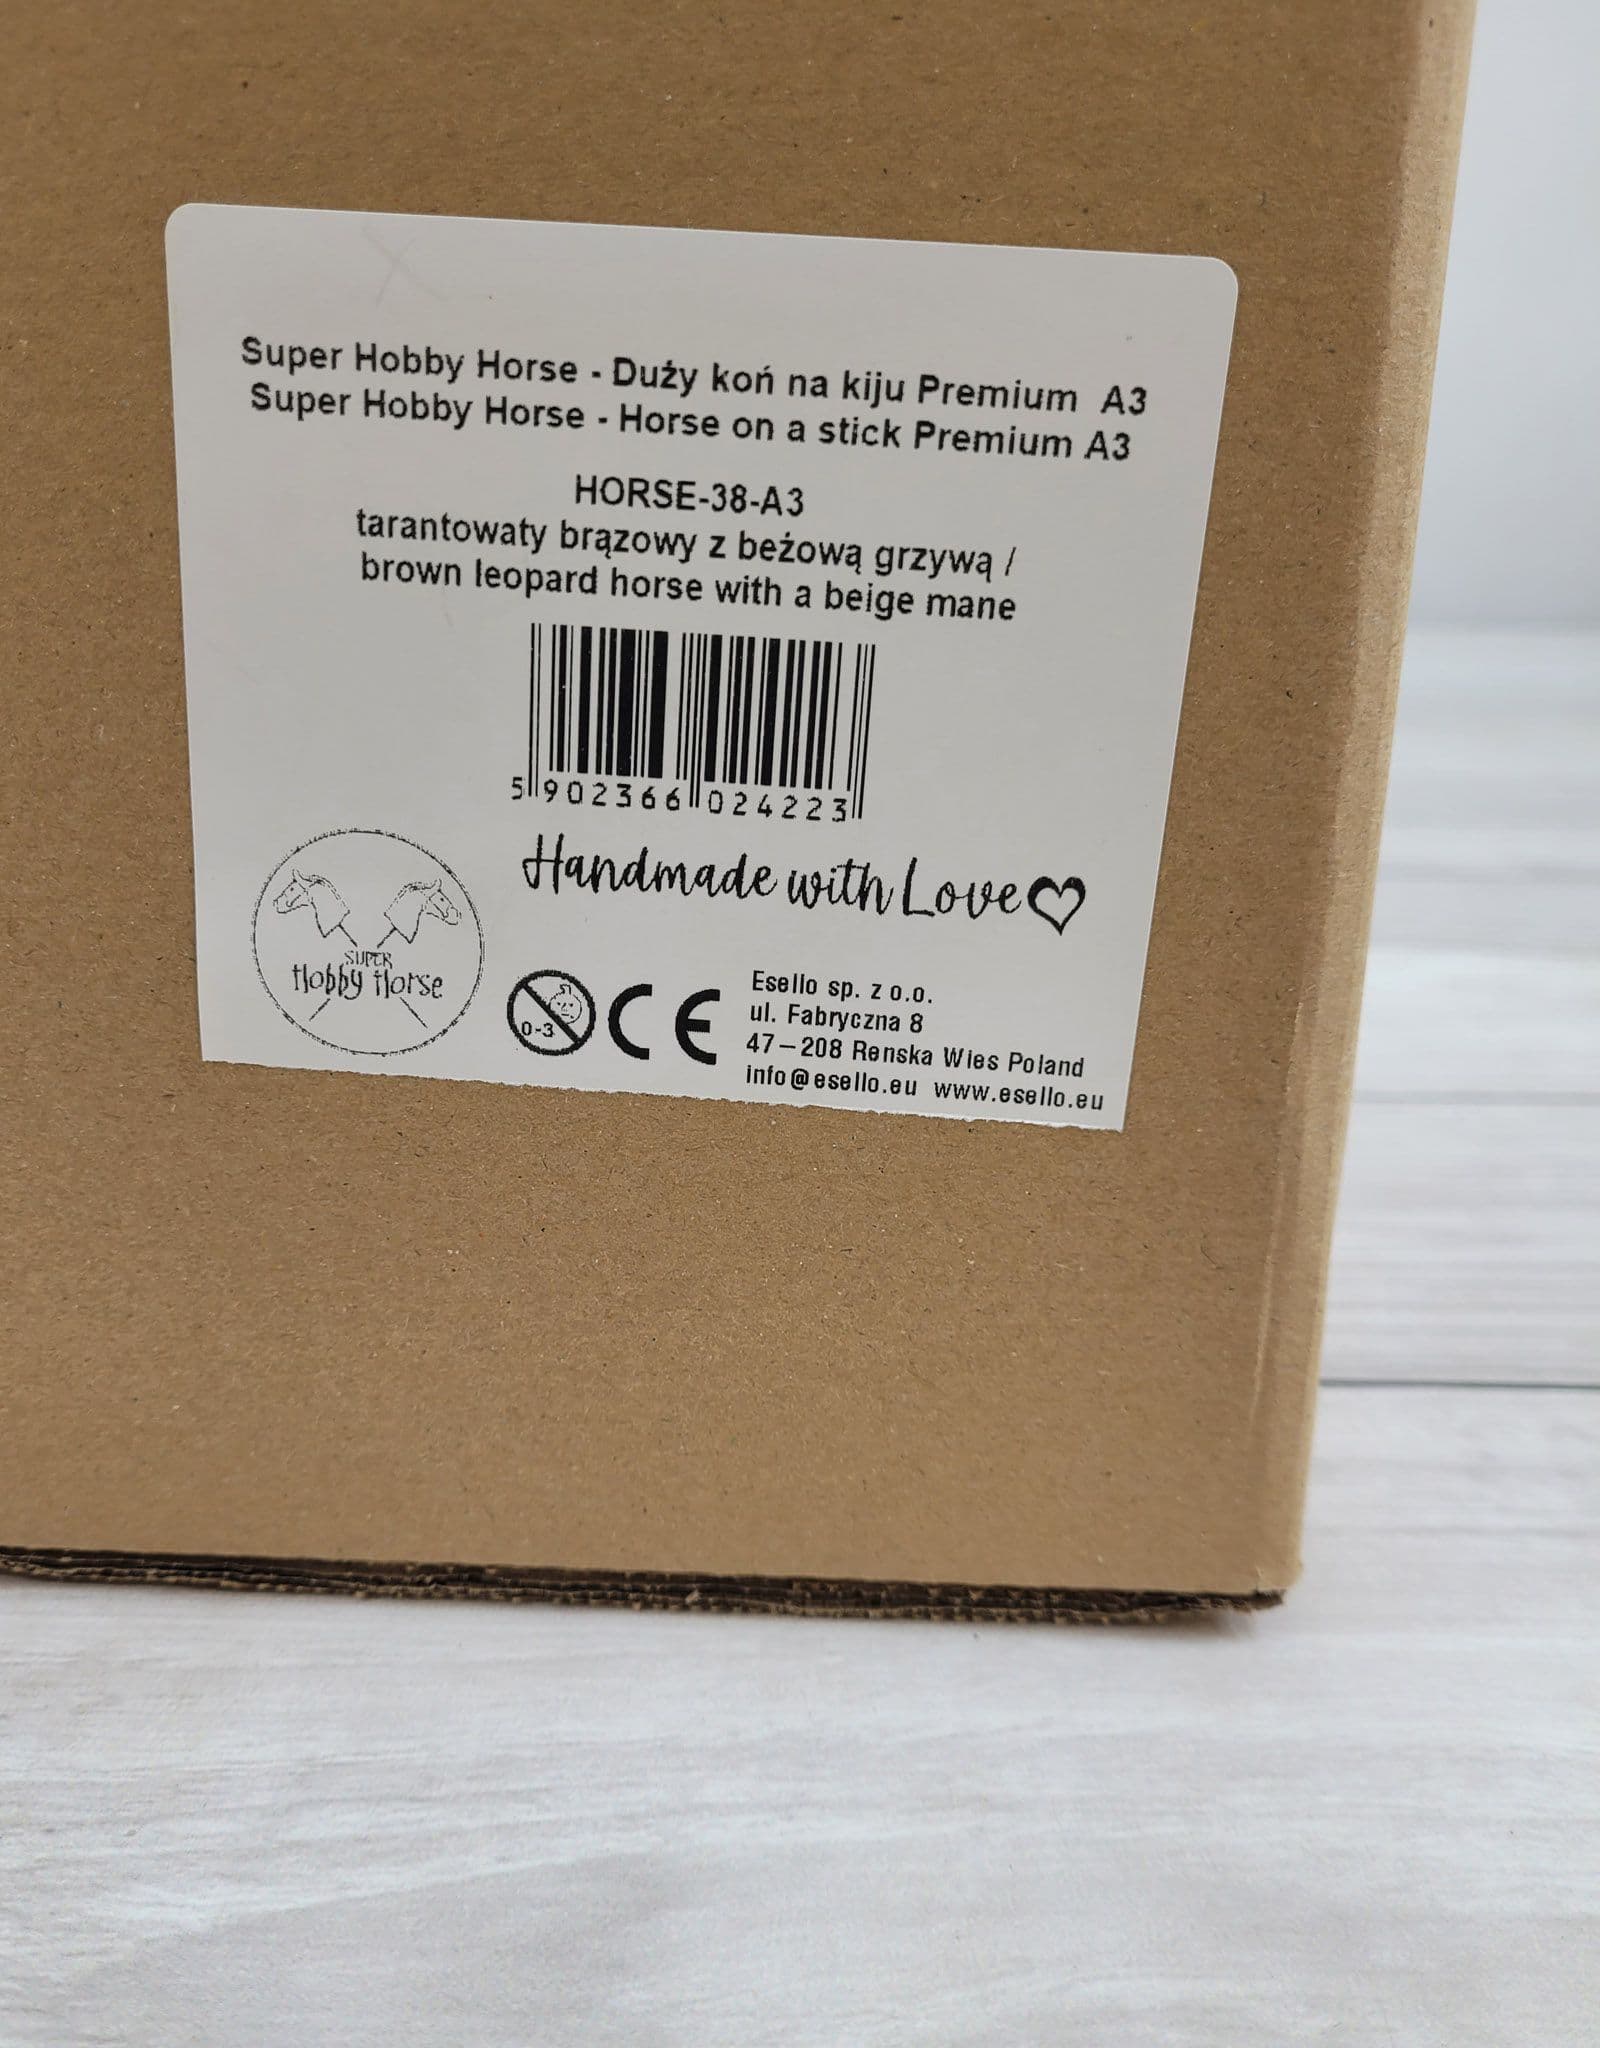 Super Hobby Horse - Duży koń na kiju Premium A3
Super Hobby Horse - Horse on a stick Premium A3
HORSE-38-A3
tarantowaty brązowy z beżową grzywą /
brown leopard horse with a beige mane
5 902366 024223
Handmade with Love
SUPER
Hobby Horse
0-3
CE
Esello sp. z o.o.
ul. Fabryczna 8
47-208 Renska Wies Poland
info@esello.eu www.esello.eu